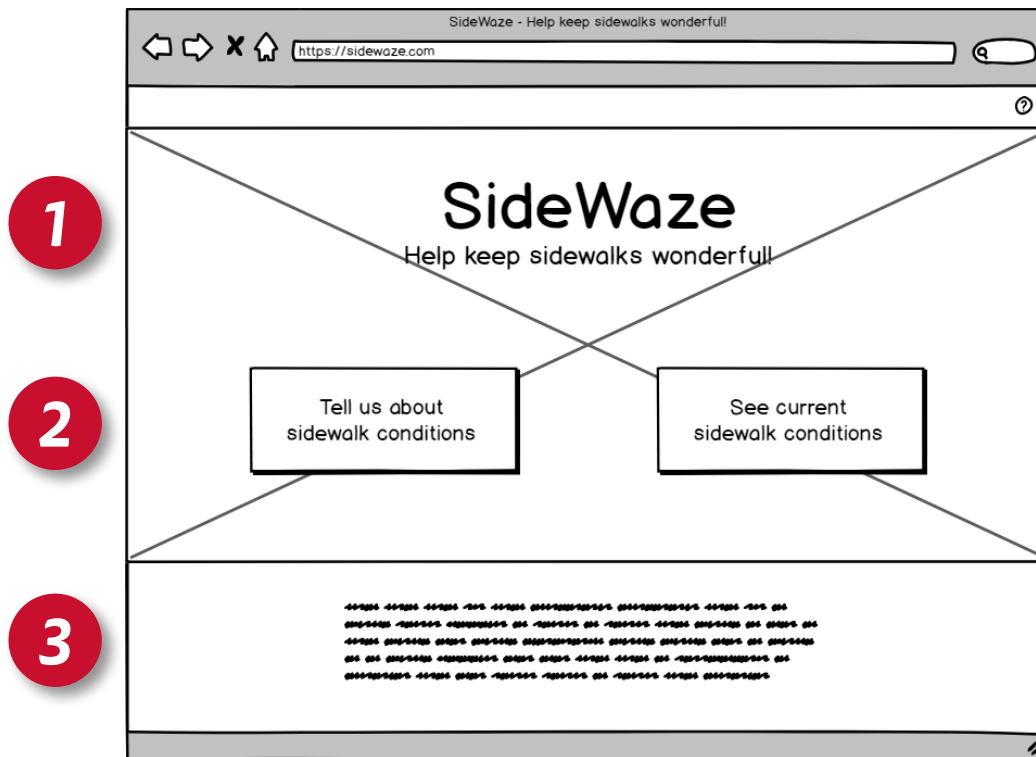 SideWaze - Help keep sidewalks wonderful!
https://sidewaze.com
?
1
SideWaze
Help keep sidewalks wonderful!
2
Tell us about
sidewalk conditions
See current
sidewalk conditions
3